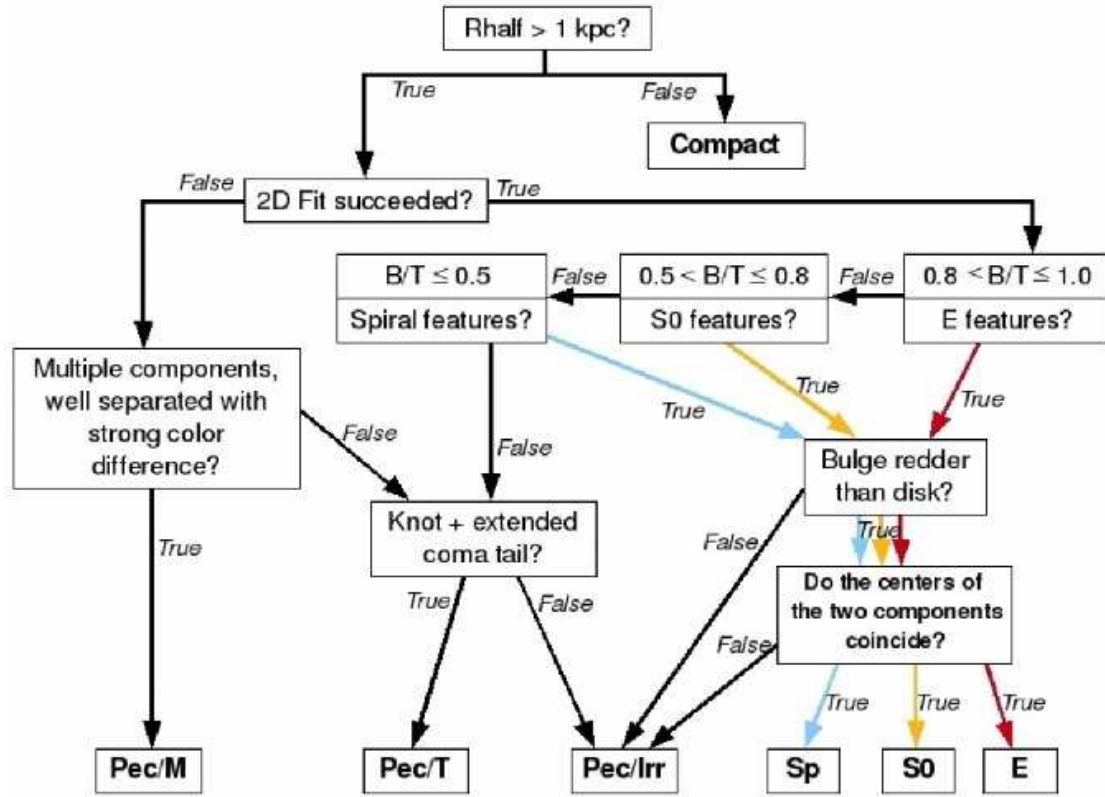 Rhalf > 1 kpc?
True
False
Compact
False
2D Fit succeeded?
True
B/T ≤ 0.5
False
0.5 < B/T ≤ 0.8
False
0.8 < B/T ≤ 1.0
Spiral features?
S0 features?
E features?
Multiple components,
well separated with
strong color
difference?
False
False
True
True
True
Bulge redder
than disk?
Knot + extended
coma tail?
True
False
True
Do the centers of
the two components
coincide?
True
False
False
True
True
True
Pec/M
Pec/T
Pec/Irr
Sp
S0
E